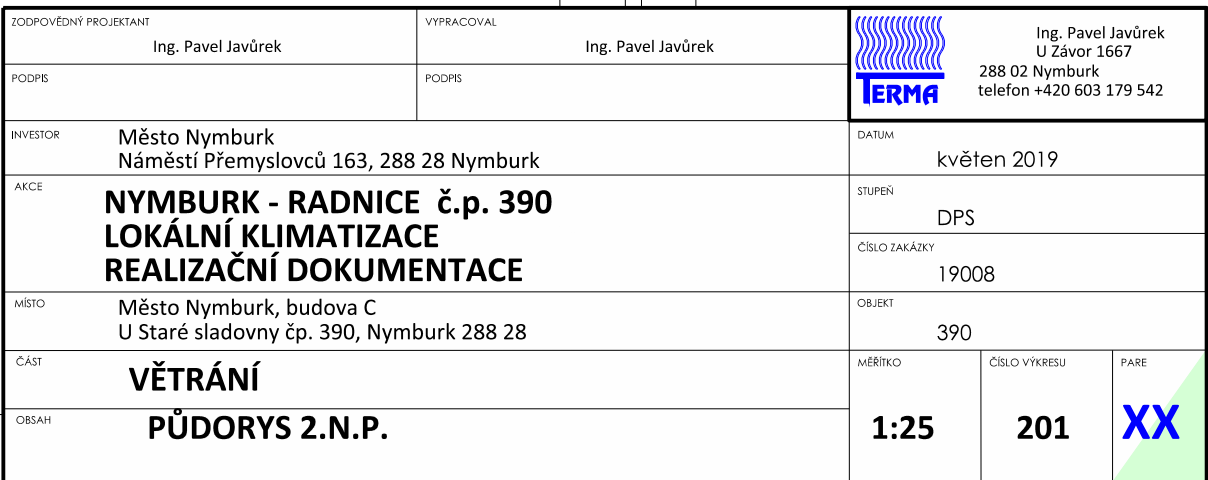 ZODPOVĚDNÝ PROJEKTANT
Ing. Pavel Javůrek
VYPRACOVAL
Ing. Pavel Javůrek
PODPIS
PODPIS
TERMA
Ing. Pavel Javůrek
U Závor 1667
288 02 Nymburk
telefon +420 603 179 542
INVESTOR
Město Nymburk
Náměstí Přemyslovců 163, 288 28 Nymburk
DATUM
květen 2019
AKCE
NYMBURK - RADNICE č.p. 390
LOKÁLNÍ KLIMATIZACE
REALIZAČNÍ DOKUMENTACE
STUPEŇ
DPS
ČÍSLO ZAKÁZKY
19008
MÍSTO
Město Nymburk, budova C
U Staré sladovny čp. 390, Nymburk 288 28
OBJEKT
390
ČÁST
VĚTRÁNÍ
OBSAH
PŮDORYS 2.N.P.
MĚŘÍTKO
1:25
ČÍSLO VÝKRESU
201
PARE
XX